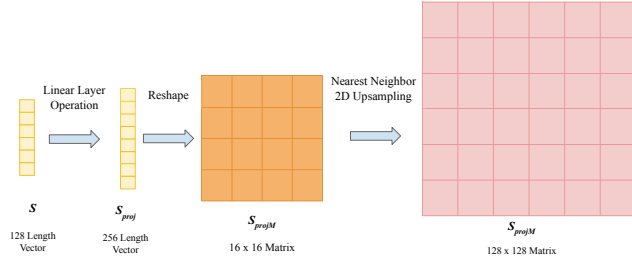 Linear Layer
Operation
Reshape
Nearest Neighbor
2D Upsampling
S
S_proj
S_projM
S_projM
128 Length
Vector
256 Length
Vector
16 x 16 Matrix
128 x 128 Matrix